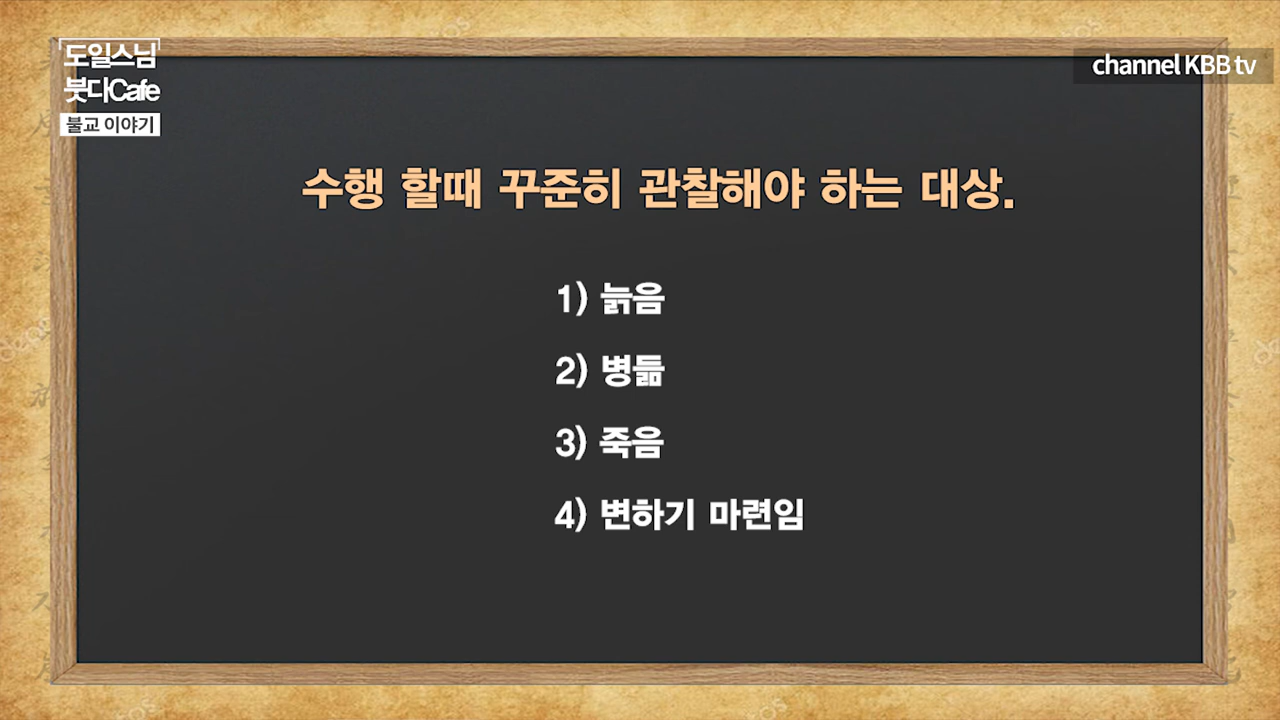 「도일스님
붓다Cafe」
불교 이야기
channel KBB tv
수행 할때 꾸준히 관찰해야 하는 대상.
1) 늙음
2) 병듦
3) 죽음
4) 변하기 마련임